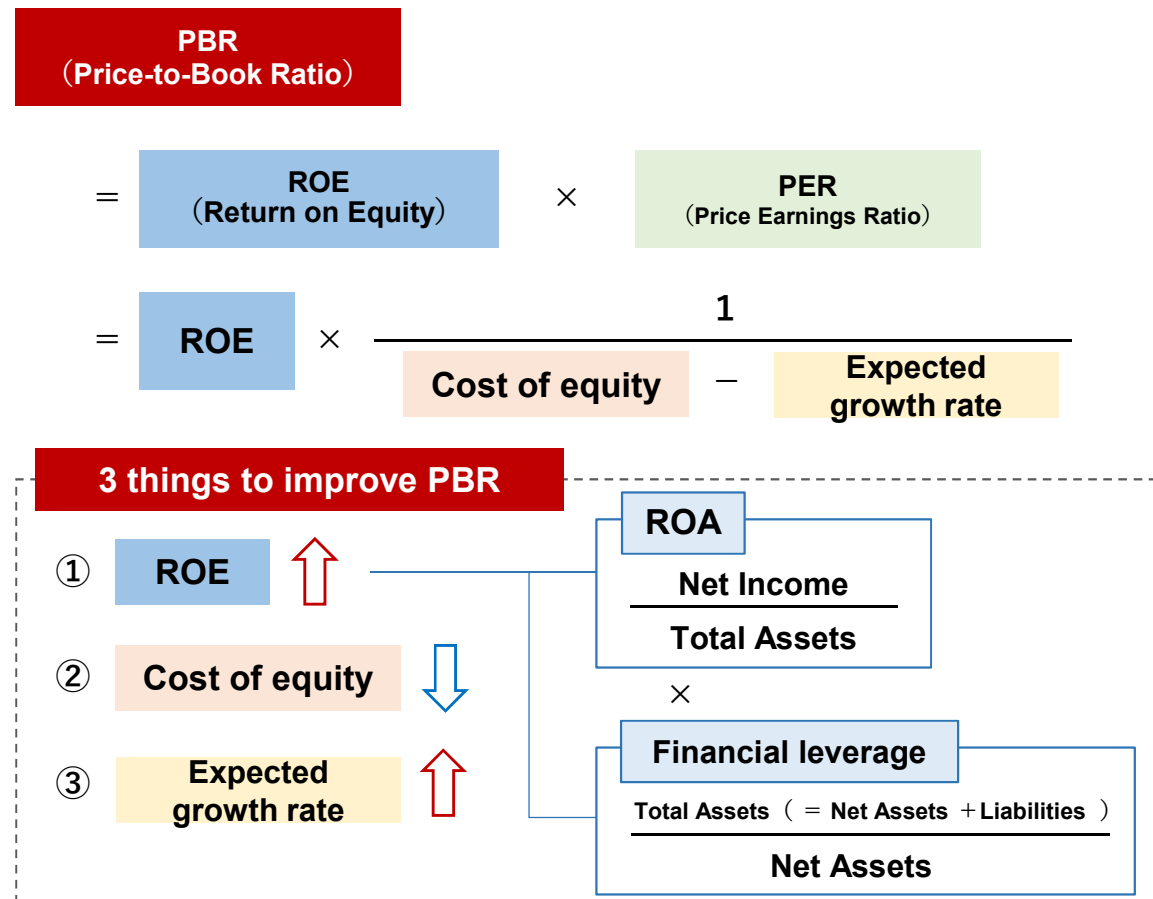 PBR
（Price-to-Book Ratio）
＝
ROE
（Return on Equity）
×
PER
（Price Earnings Ratio）
＝
ROE
×
1
Cost of equity
－
Expected
growth rate
3 things to improve PBR
①
ROE
②
Cost of equity
③
Expected
growth rate
ROA
Net Income
Total Assets
×
Financial leverage
Total Assets（ ＝ Net Assets ＋Liabilities ）
Net Assets